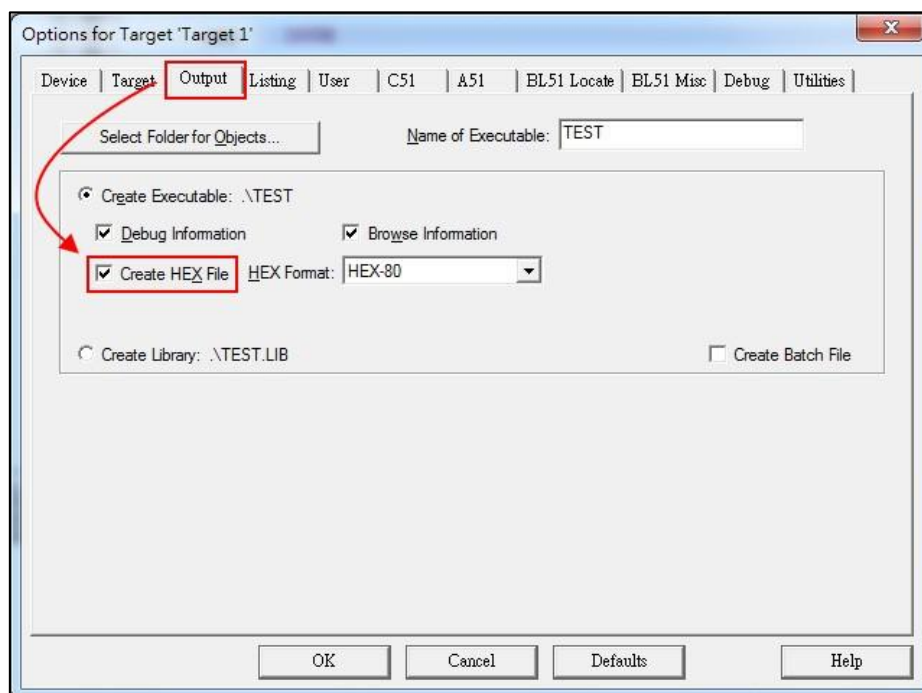 Options for Target 'Target 1'
Device Target Output Listing User C51 A51 BL51 Locate BL51 Misc Debug Utilities
Select Folder for Objects... Name of Executable: TEST
Create Executable: .\TEST
Debug Information Browse Information
Create HEX File HEX Format: HEX-80
Create Library: .\TEST.LIB Create Batch File
OK Cancel Defaults Help